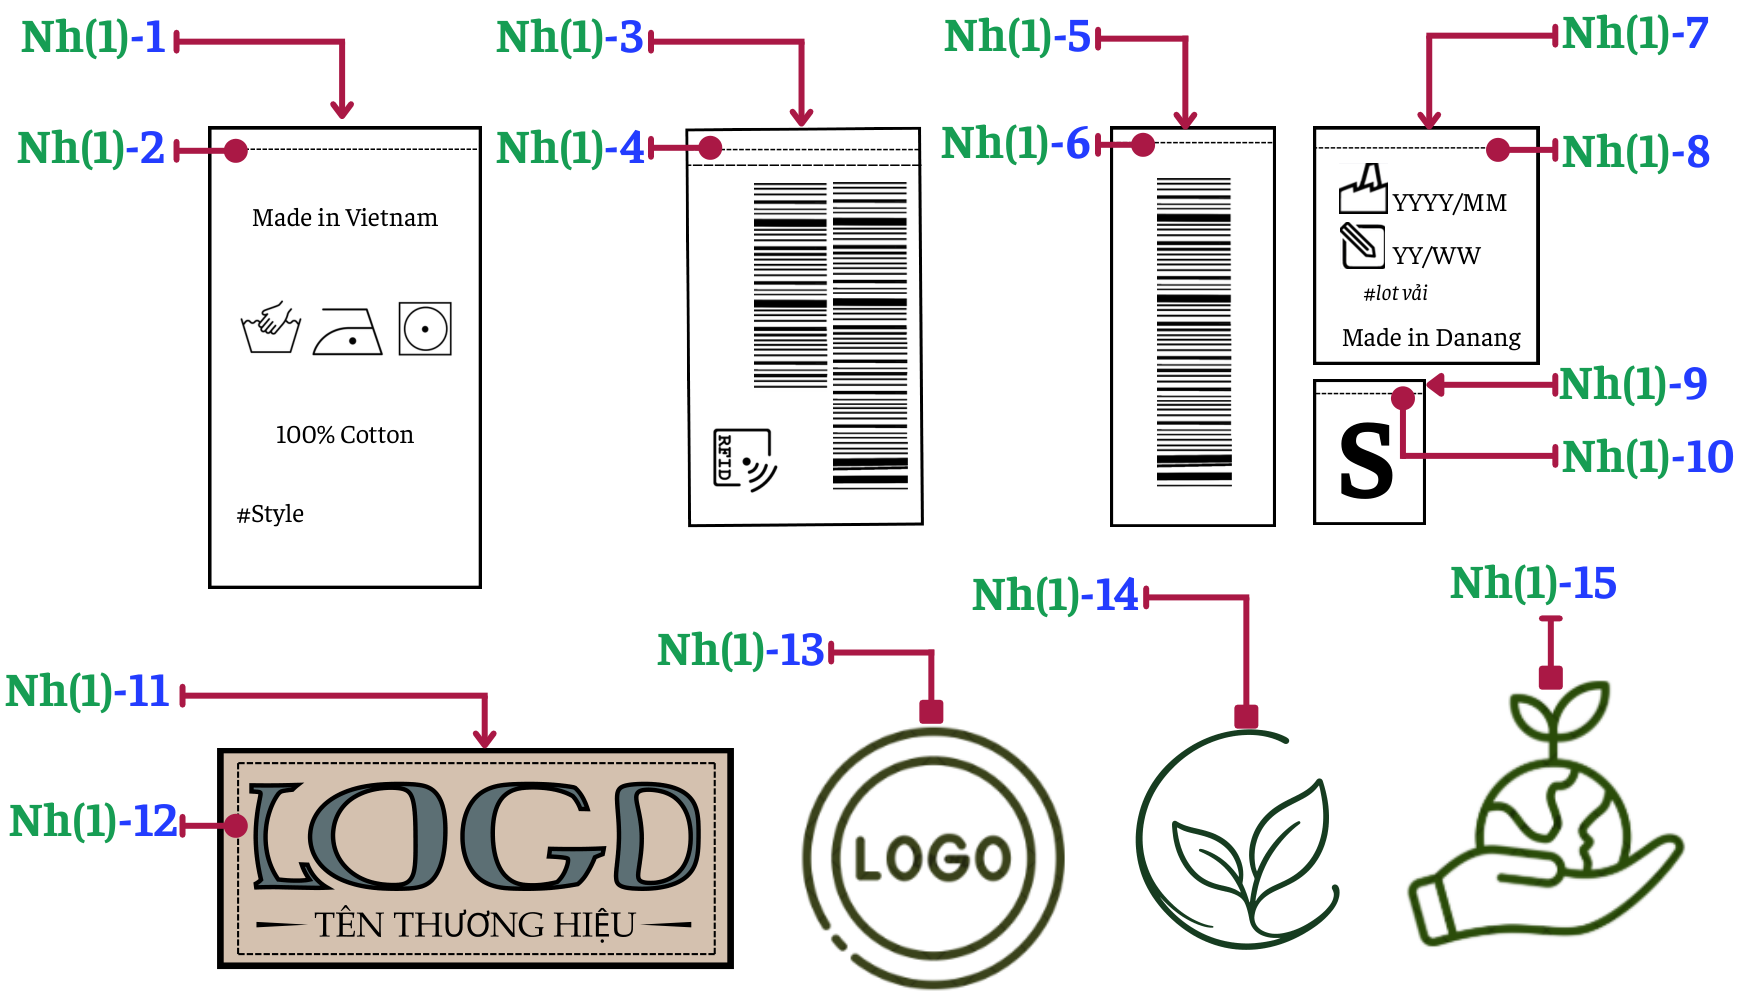 Nh(1)-1
Nh(1)-2
Made in Vietnam
100% Cotton
#Style
Nh(1)-3
Nh(1)-4
RFID
Nh(1)-5
Nh(1)-6
Nh(1)-7
Nh(1)-8
YYYY/MM
YY/WW
#lot vải
Made in Danang
Nh(1)-9
Nh(1)-10
S
Nh(1)-11
Nh(1)-12
LOGO
TÊN THƯƠNG HIỆU
Nh(1)-13
LOGO
Nh(1)-14
Nh(1)-15